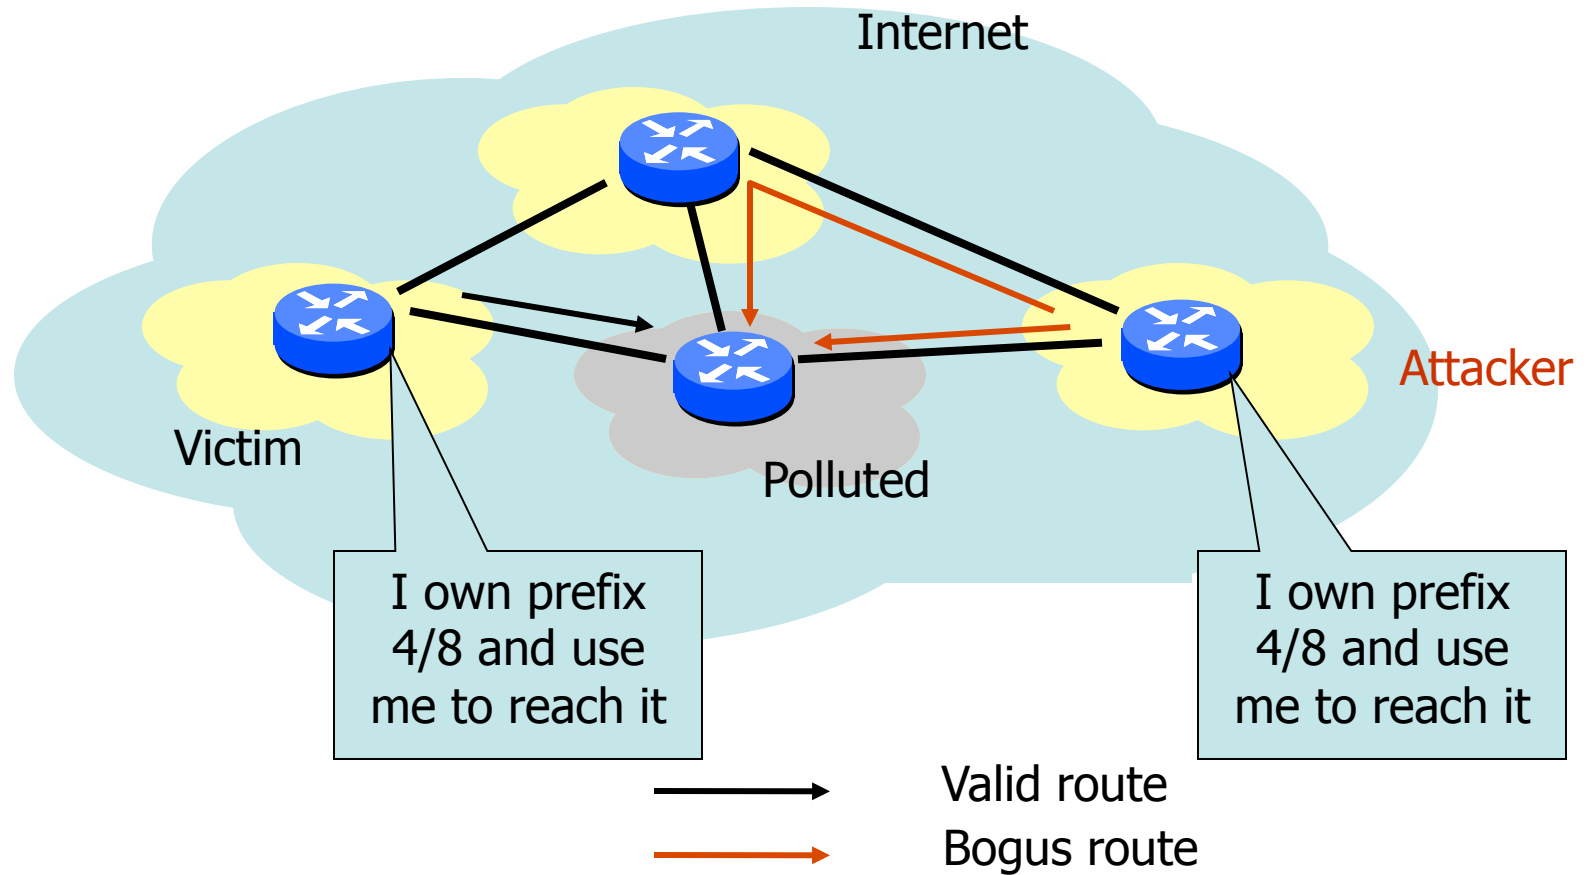 Internet
Attacker
Victim
Polluted
I own prefix
4/8 and use
me to reach it
I own prefix
4/8 and use
me to reach it
Valid route
Bogus route